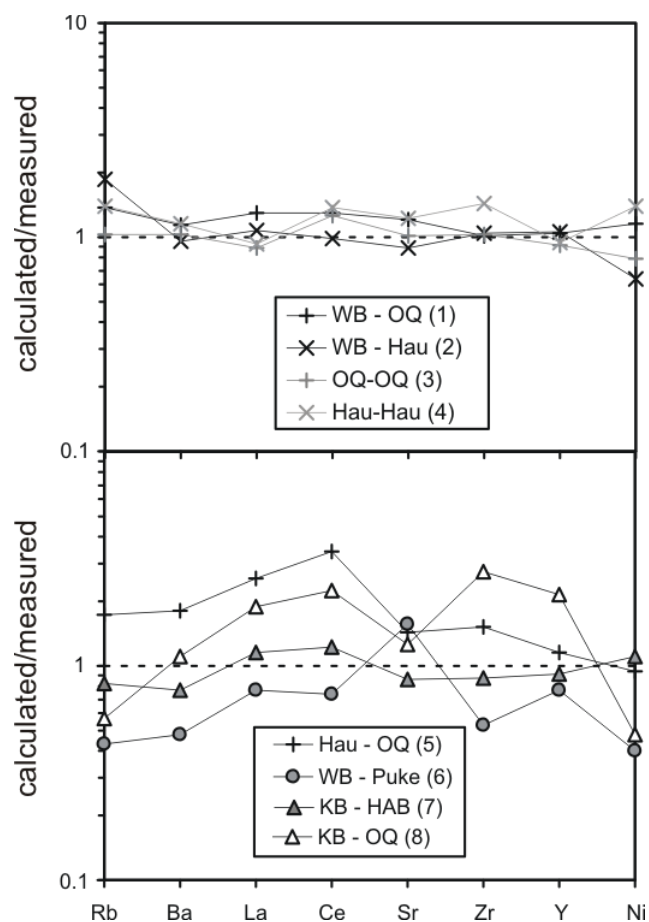 10
calculated/measured
1
WB - OQ (1)
WB - Hau (2)
OQ-OQ (3)
Hau-Hau (4)
0.1
calculated/measured
1
Hau - OQ (5)
WB - Puke (6)
KB - HAB (7)
KB - OQ (8)
0.1
Rb Ba La Ce Sr Zr Y Ni